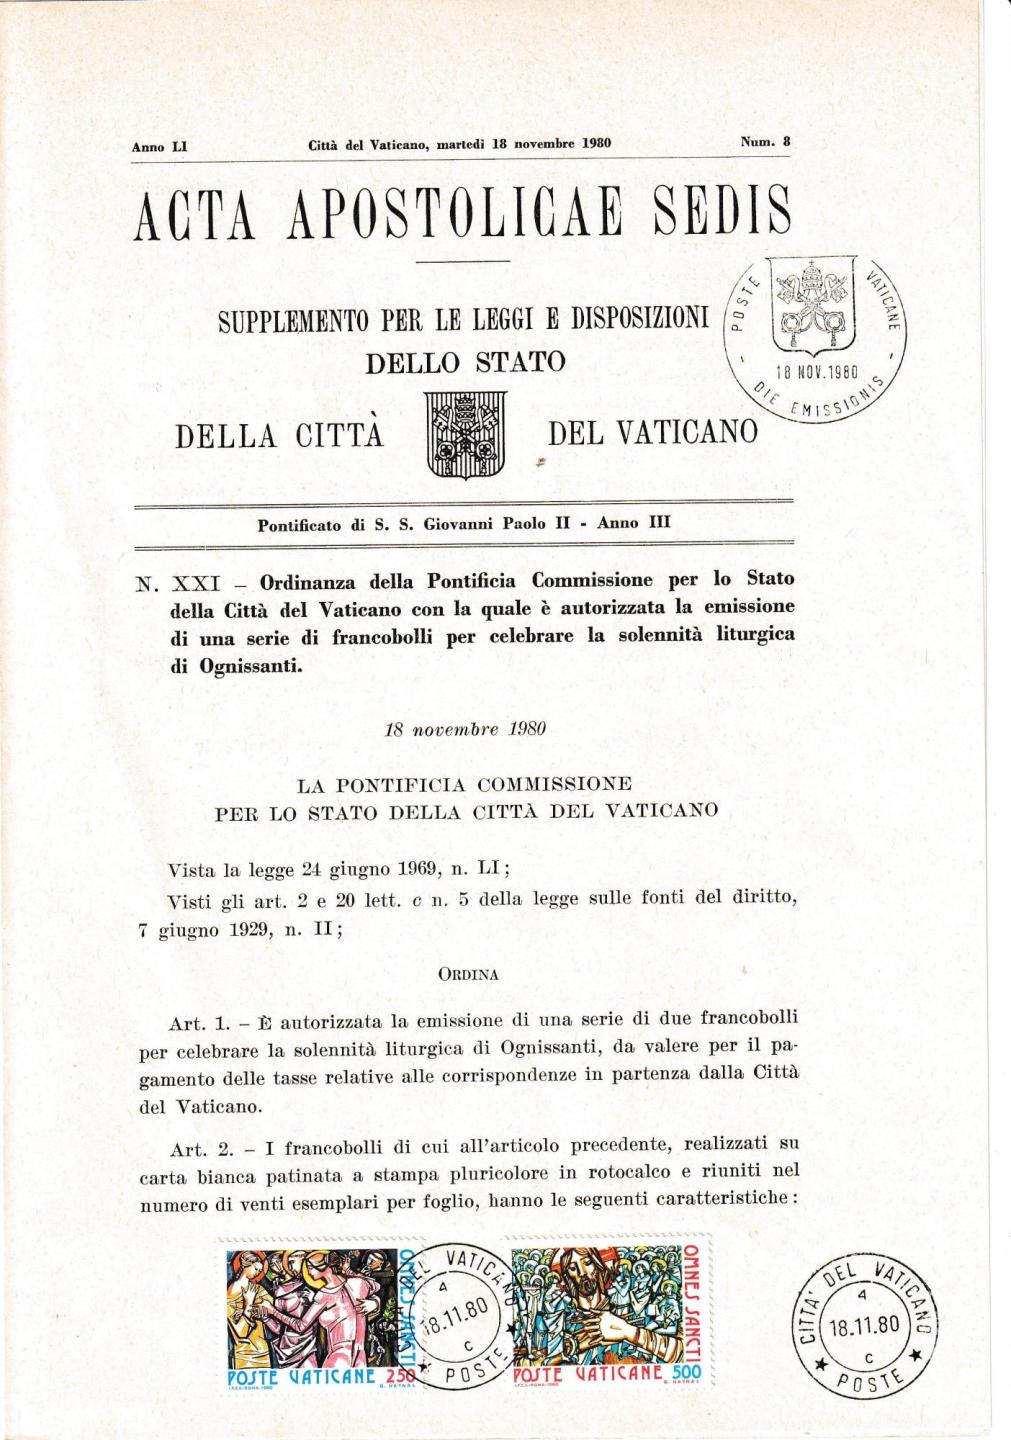 Anno LI Città del Vaticano, martedì 18 novembre 1980 Num. 8
ACTA APOSTOLICAE SEDIS
SUPPLEMENTO PER LE LEGGI E DISPOSIZIONI
DELLO STATO
DELLA CITTÀ DEL VATICANO
POSTE VATICANE
18 NOV. 1980
- DIE EMISSIONIS -
Pontificato di S. S. Giovanni Paolo II - Anno III
N. XXI – Ordinanza della Pontificia Commissione per lo Stato
della Città del Vaticano con la quale è autorizzata la emissione
di una serie di francobolli per celebrare la solennità liturgica
di Ognissanti.
18 novembre 1980
LA PONTIFICIA COMMISSIONE
PER LO STATO DELLA CITTÀ DEL VATICANO
Vista la legge 24 giugno 1969, n. LI;
Visti gli art. 2 e 20 lett. c n. 5 della legge sulle fonti del diritto,
7 giugno 1929, n. II;
ORDINA
Art. 1. – È autorizzata la emissione di una serie di due francobolli
per celebrare la solennità liturgica di Ognissanti, da valere per il pa-
gamento delle tasse relative alle corrispondenze in partenza dalla Città
del Vaticano.
Art. 2. - I francobolli di cui all'articolo precedente, realizzati su
carta bianca patinata a stampa pluricolore in rotocalco e riuniti nel
numero di venti esemplari per foglio, hanno le seguenti caratteristiche:
OMNES SANCTI
POSTE VATICANE 250
I.P.Z.S.-ROMA-1980 G. HAJNAL
DEL VATICANO
4
18.11.80
C
POSTE
OMNES SANCTI
POSTE VATICANE 500
I.P.Z.S.-ROMA-1980 G. HAJNAL
CITTA' DEL VATICANO
4
18.11.80
C
POSTE